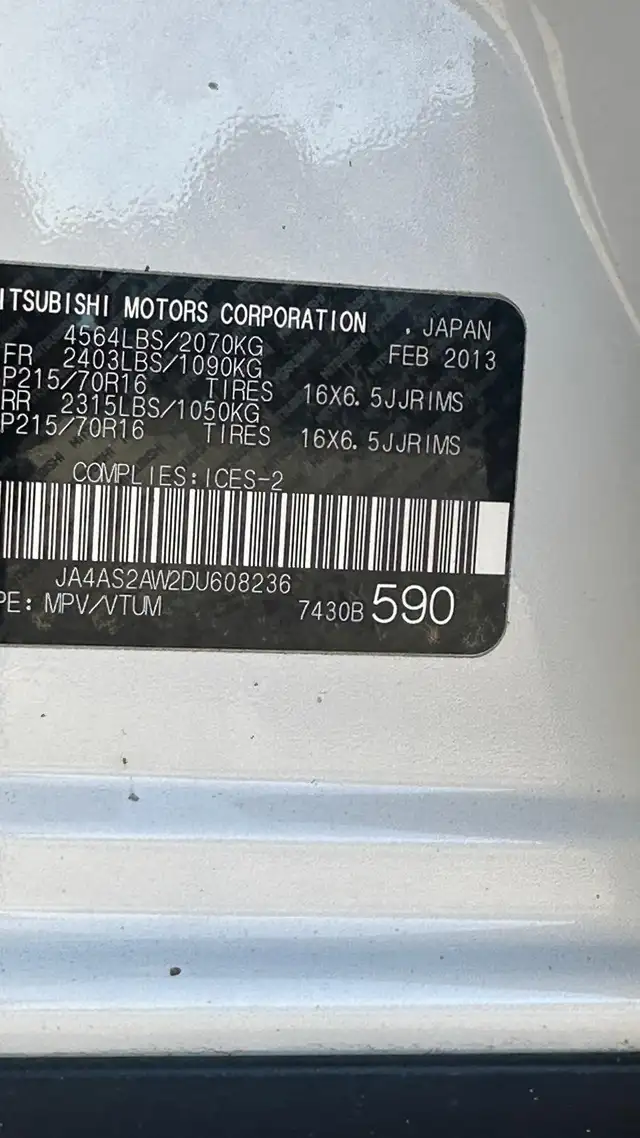 ITSUBISHI MOTORS CORPORATION . JAPAN
4564LBS/2070KG FEB 2013
FR 2403LBS/1090KG
P215/70R16 TIRES 16X6.5JJRIMS
RR 2315LBS/1050KG
P215/70R16 TIRES 16X6.5JJRIMS
COMPLIES:ICES-2
JA4AS2AW2DU608236
PE: MPV/VTUM 7430B 590